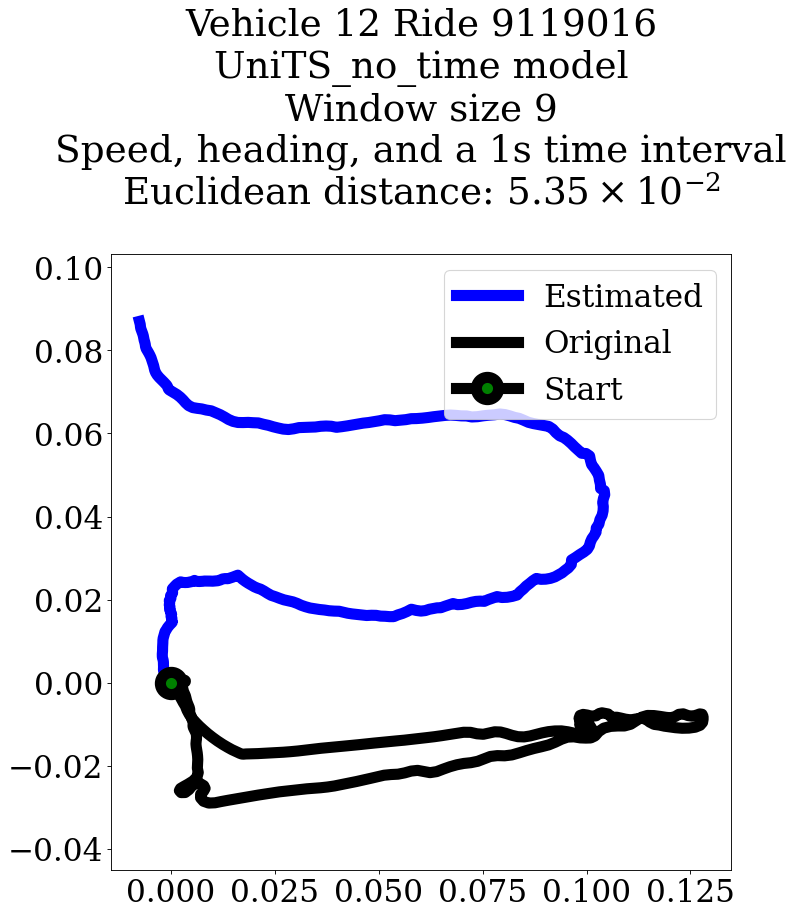 Vehicle 12 Ride 9119016
UniTS_no_time model
Window size 9
Speed, heading, and a 1s time interval
Euclidean distance: 5.35 × 10⁻²
Estimated
Original
Start
0.10
0.08
0.06
0.04
0.02
0.00
−0.02
−0.04
0.000 0.025 0.050 0.075 0.100 0.125